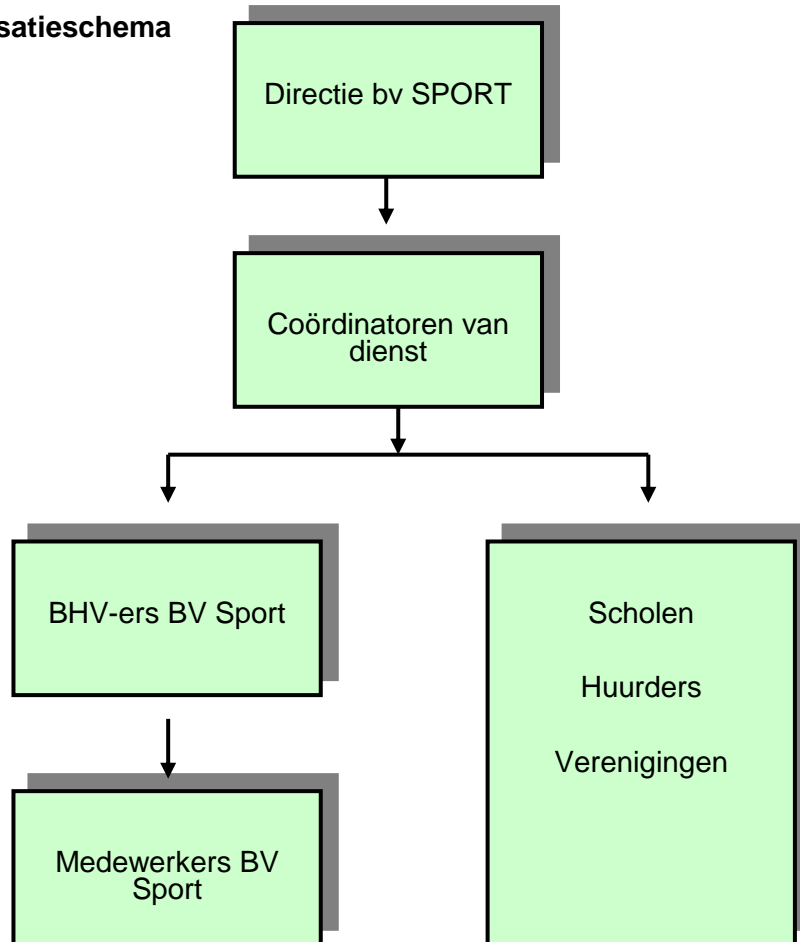 satieschema
Directie bv SPORT
Coördinatoren van
dienst
BHV-ers BV Sport
Scholen
Huurders
Verenigingen
Medewerkers BV
Sport